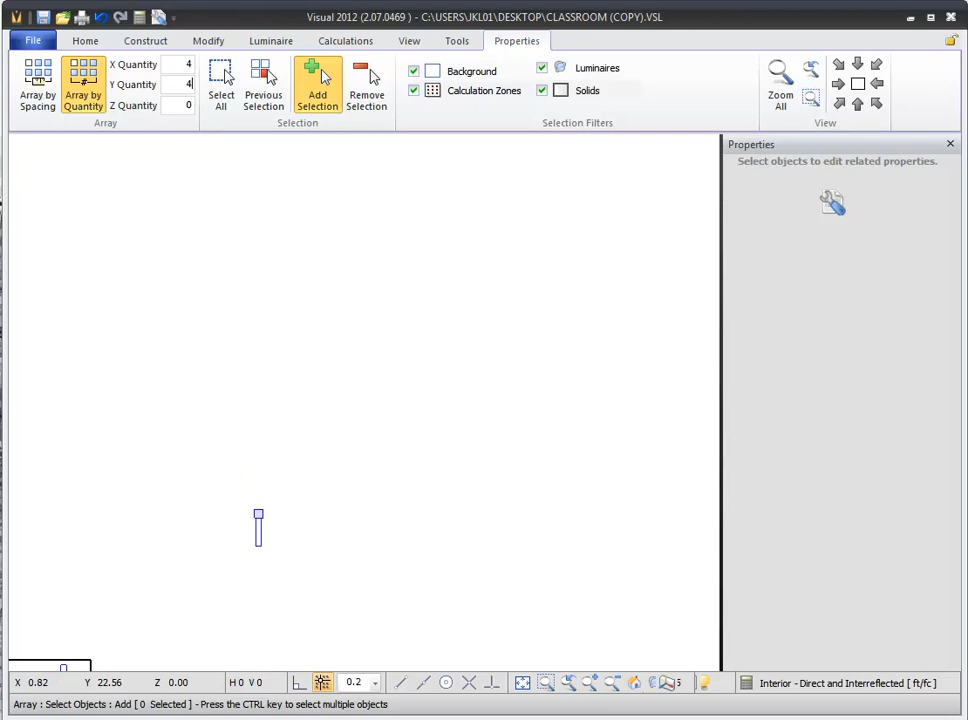 Visual 2012 (2.07.0469 ) - C:\USERS\JKL01\DESKTOP\CLASSROOM (COPY).VSL
File Home Construct Modify Luminaire Calculations View Tools Properties
Array by Spacing
Array by Quantity
X Quantity 4
Y Quantity 4
Z Quantity 0
Array
Select All
Previous Selection
Add Selection
Remove Selection
Selection
Background
Calculation Zones
Luminaires
Solids
Selection Filters
Zoom All
View
Properties
Select objects to edit related properties.
X 0.82 Y 22.56 Z 0.00 H 0 V 0 0.2 Interior - Direct and Interreflected [ ft/fc ]
Array : Select Objects : Add [ 0 Selected ] - Press the CTRL key to select multiple objects